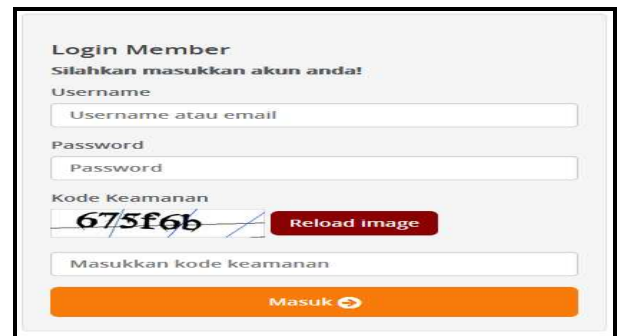 Login Member
Silahkan masukkan akun anda!
Username
Username atau email
Password
Password
Kode Keamanan
675f6b Reload image
Masukkan kode keamanan
Masuk